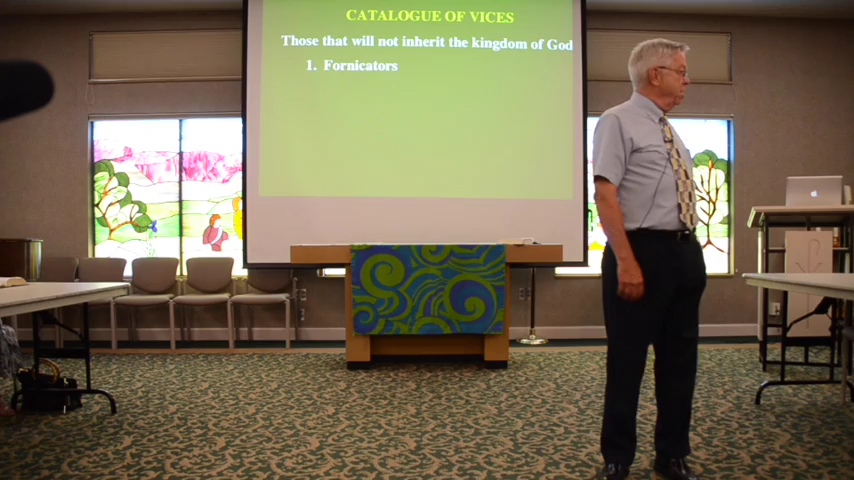 CATALOGUE OF VICES
Those that will not inherit the kingdom of God
1. Fornicators